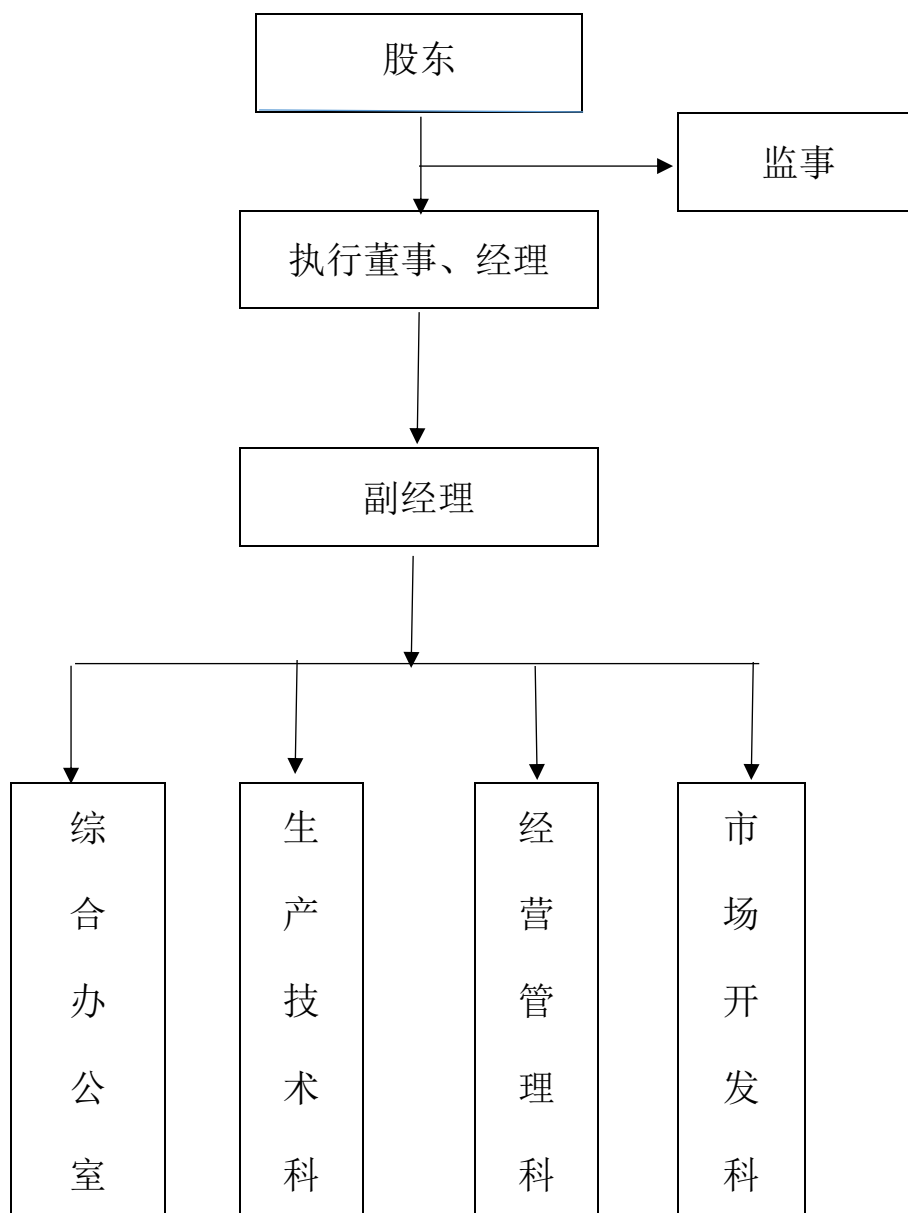 股东
监事
执行董事、经理
副经理
综合办公室
生产技术科
经营管理科
市场开发科